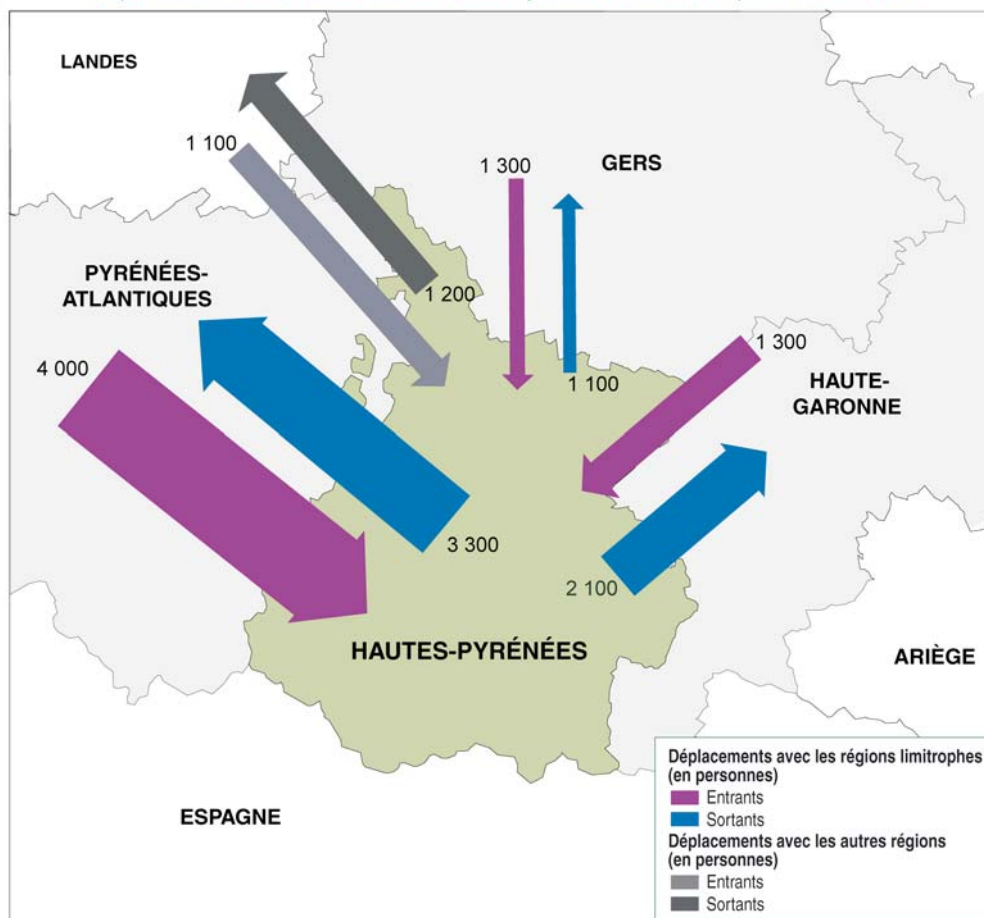 LANDES
1 100
1 300
GERS
PYRÉNÉES-
ATLANTIQUES
1 200
4 000
1 300
1 100
HAUTE-
GARONNE
3 300
2 100
HAUTES-PYRÉNÉES
ARIÈGE
ESPAGNE
Déplacements avec les régions limitrophes
(en personnes)
Entrants
Sortants
Déplacements avec les autres régions
(en personnes)
Entrants
Sortants